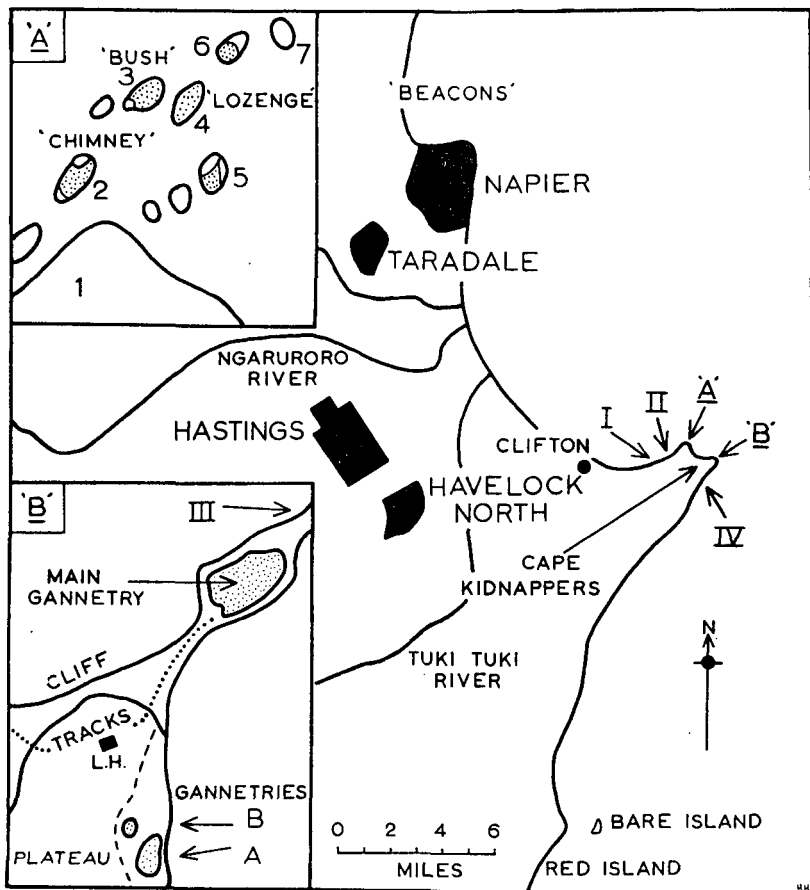 'A'
6
7
'BUSH'
3
'LOZENGE'
4
'CHIMNEY'
2
5
1
'BEACONS'
NAPIER
TARADALE
NGARURORO
RIVER
HASTINGS
CLIFTON
I
II
'A'
'B'
HAVELOCK
NORTH
IV
CAPE
KIDNAPPERS
N
TUKI TUKI
RIVER
'B'
III
MAIN
GANNETRY
CLIFF
TRACKS
L.H.
GANNETRIES
B
A
PLATEAU
0 2 4 6
MILES
BARE ISLAND
RED ISLAND